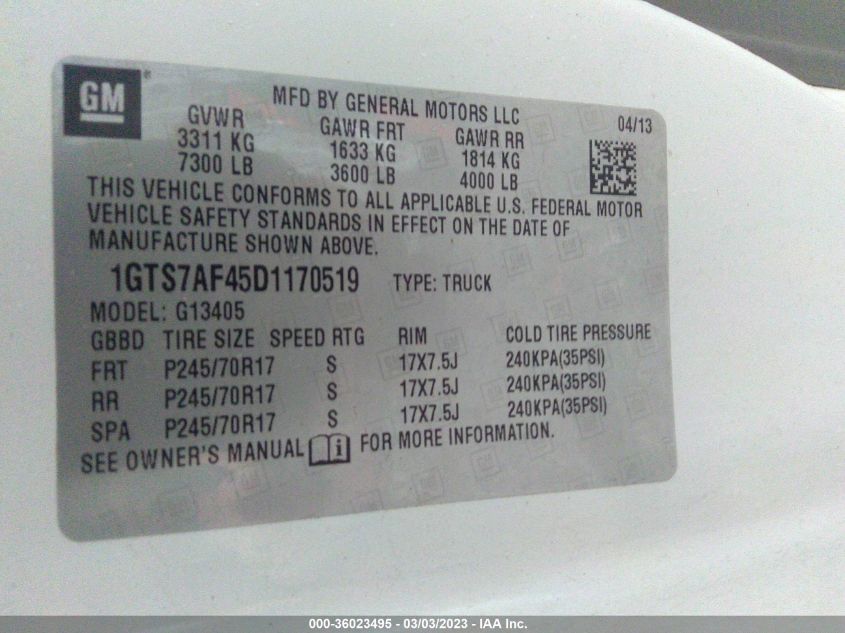 GM
MFD BY GENERAL MOTORS LLC
04/13
GVWR GAWR FRT GAWR RR
3311 KG 1633 KG 1814 KG
7300 LB 3600 LB 4000 LB
THIS VEHICLE CONFORMS TO ALL APPLICABLE U.S. FEDERAL MOTOR
VEHICLE SAFETY STANDARDS IN EFFECT ON THE DATE OF
MANUFACTURE SHOWN ABOVE.
1GTS7AF45D1170519 TYPE: TRUCK
MODEL: G13405
GBBD TIRE SIZE SPEED RTG RIM COLD TIRE PRESSURE
FRT P245/70R17 S 17X7.5J 240KPA(35PSI)
RR P245/70R17 S 17X7.5J 240KPA(35PSI)
SPA P245/70R17 S 17X7.5J 240KPA(35PSI)
SEE OWNER'S MANUAL i FOR MORE INFORMATION.
000-36023495 - 03/03/2023 - IAA Inc.